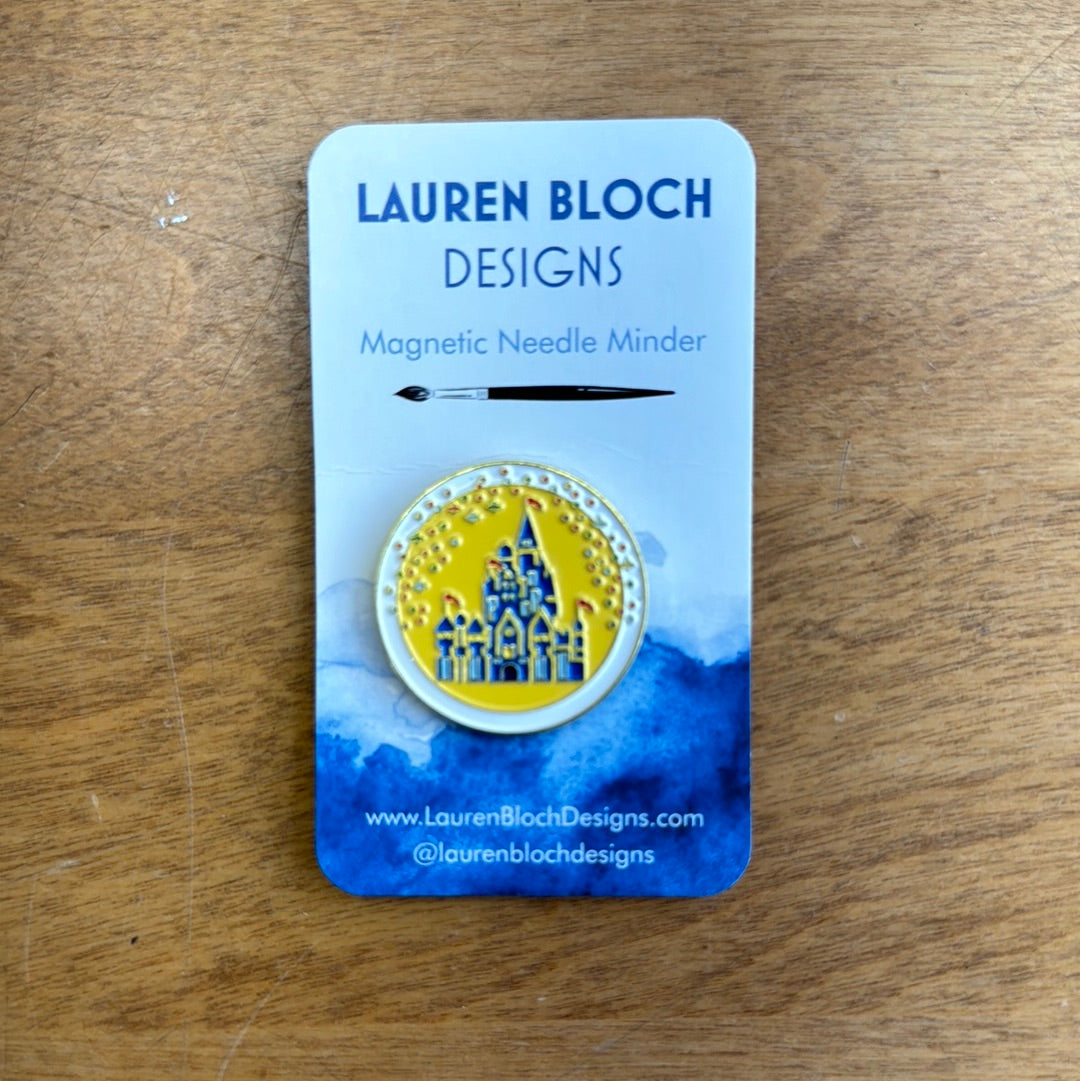 LAUREN BLOCH
DESIGNS
Magnetic Needle Minder
www.LaurenBlochDesigns.com
@laurenblochdesigns